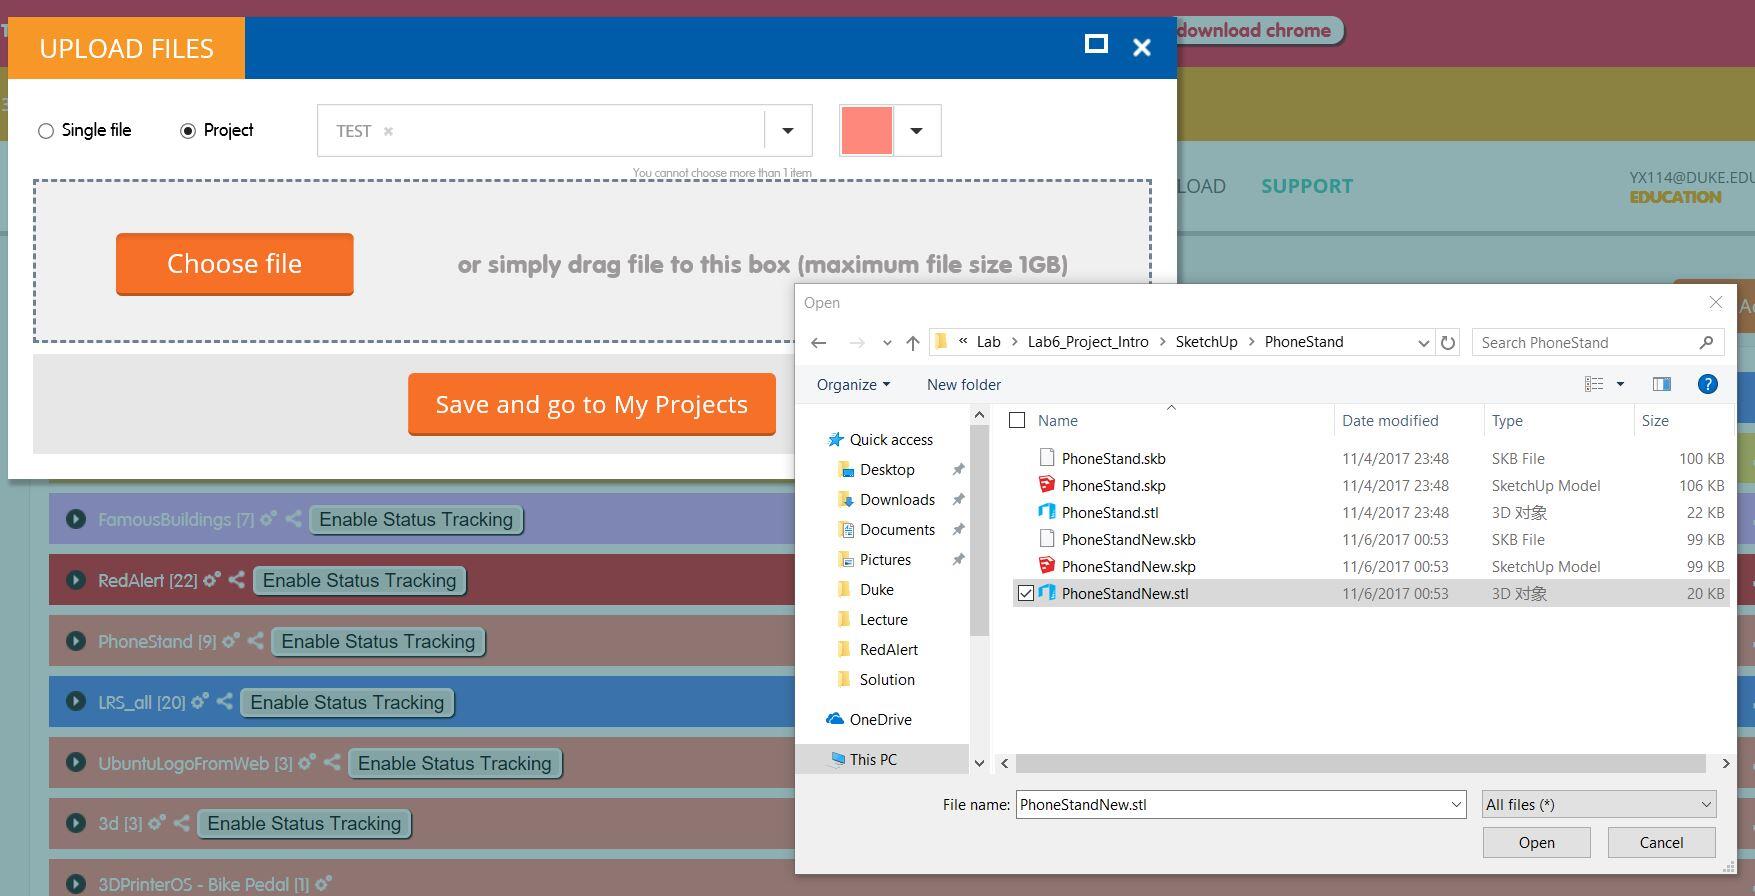 download chrome
UPLOAD FILES
Single file
Project
TEST
You cannot choose more than 1 item
LOAD
SUPPORT
YX114@DUKE.EDU
EDUCATION
Choose file
or simply drag file to this box (maximum file size 1GB)
Save and go to My Projects
FamousBuildings [7] Enable Status Tracking
RedAlert [22] Enable Status Tracking
PhoneStand [9] Enable Status Tracking
LRS_all [20] Enable Status Tracking
UbuntuLogoFromWeb [3] Enable Status Tracking
3d [3] Enable Status Tracking
3DPrinterOS - Bike Pedal [1]
Open
« Lab > Lab6_Project_Intro > SketchUp > PhoneStand
Search PhoneStand
Organize
New folder
Quick access
Desktop
Downloads
Documents
Pictures
Duke
Lecture
RedAlert
Solution
OneDrive
This PC
Name Date modified Type Size
PhoneStand.skb 11/4/2017 23:48 SKB File 100 KB
PhoneStand.skp 11/4/2017 23:48 SketchUp Model 106 KB
PhoneStand.stl 11/4/2017 23:48 3D 对象 22 KB
PhoneStandNew.skb 11/6/2017 00:53 SKB File 99 KB
PhoneStandNew.skp 11/6/2017 00:53 SketchUp Model 99 KB
PhoneStandNew.stl 11/6/2017 00:53 3D 对象 20 KB
File name: PhoneStandNew.stl
All files (*)
Open
Cancel